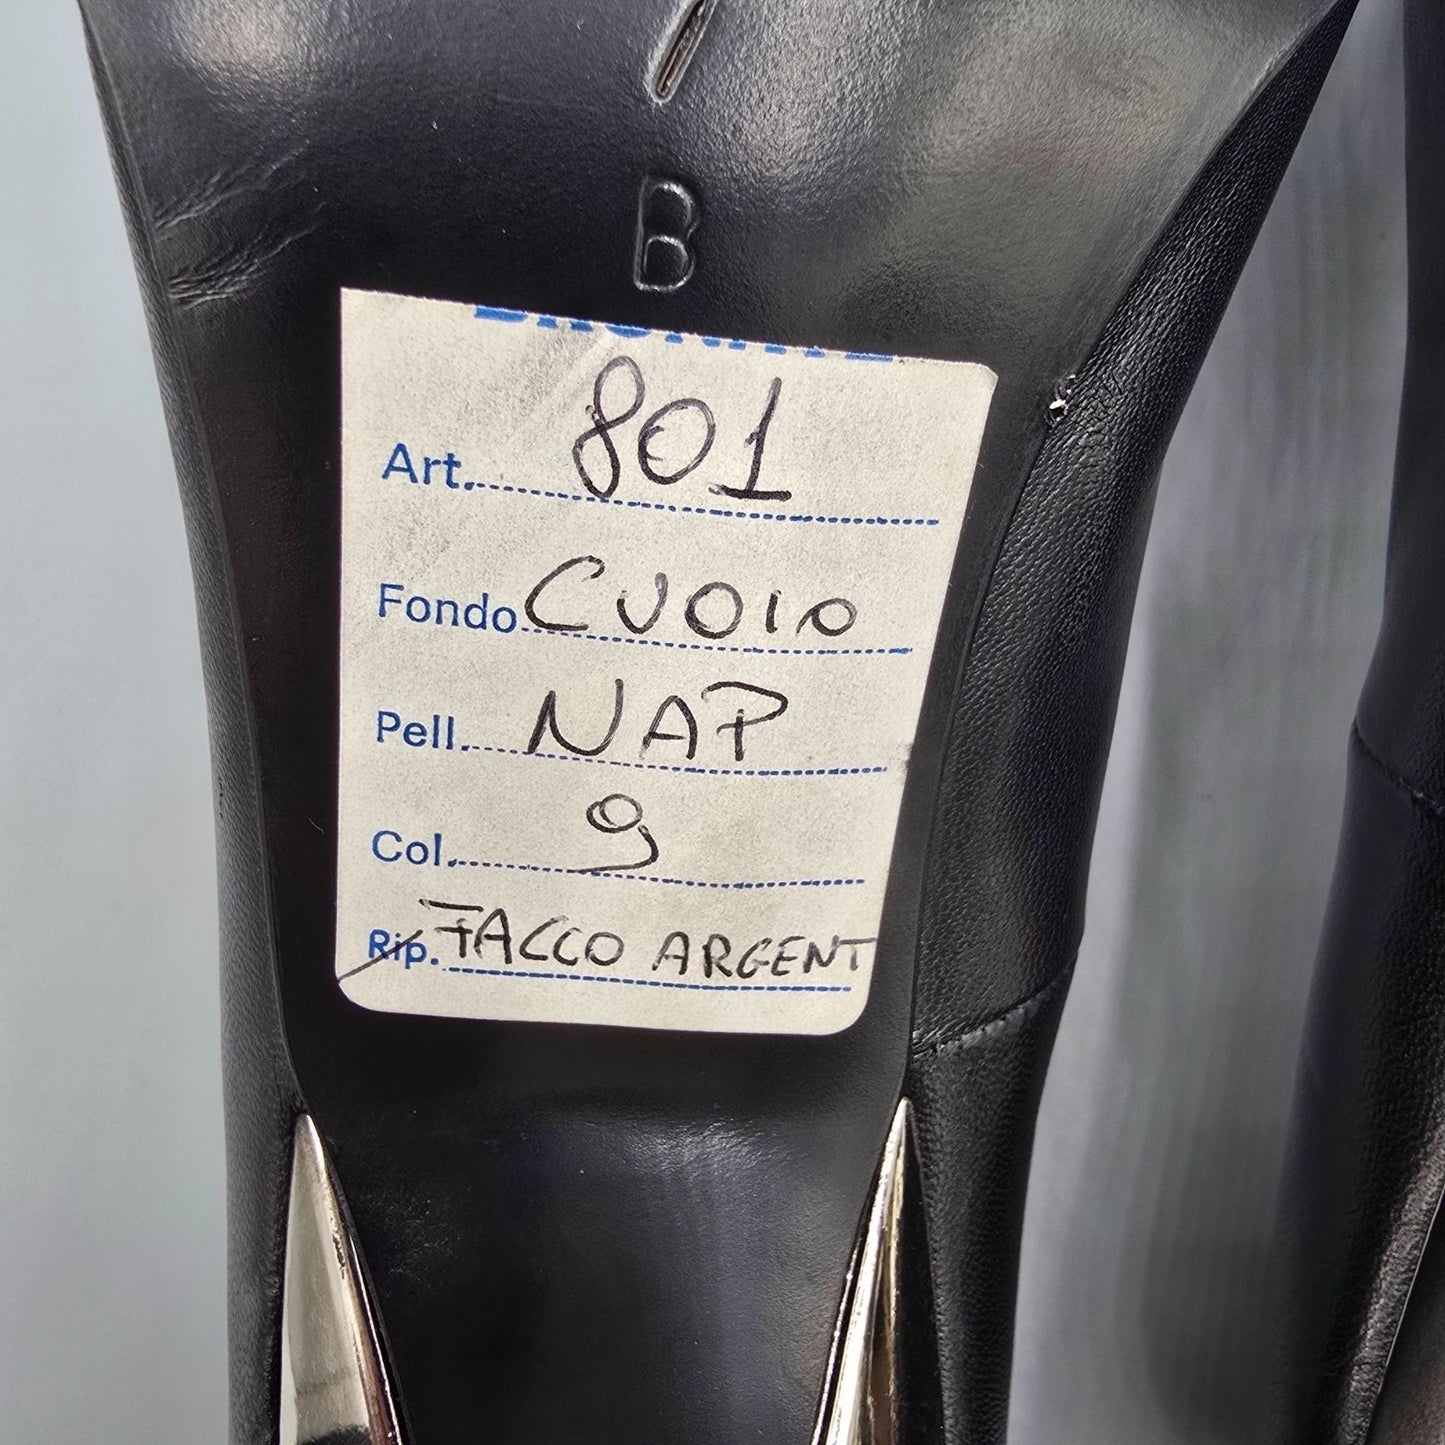 B
Art. 801
Fondo CUOIO
Pell. NAP
Col. 9
Rip. TACCO ARGENT